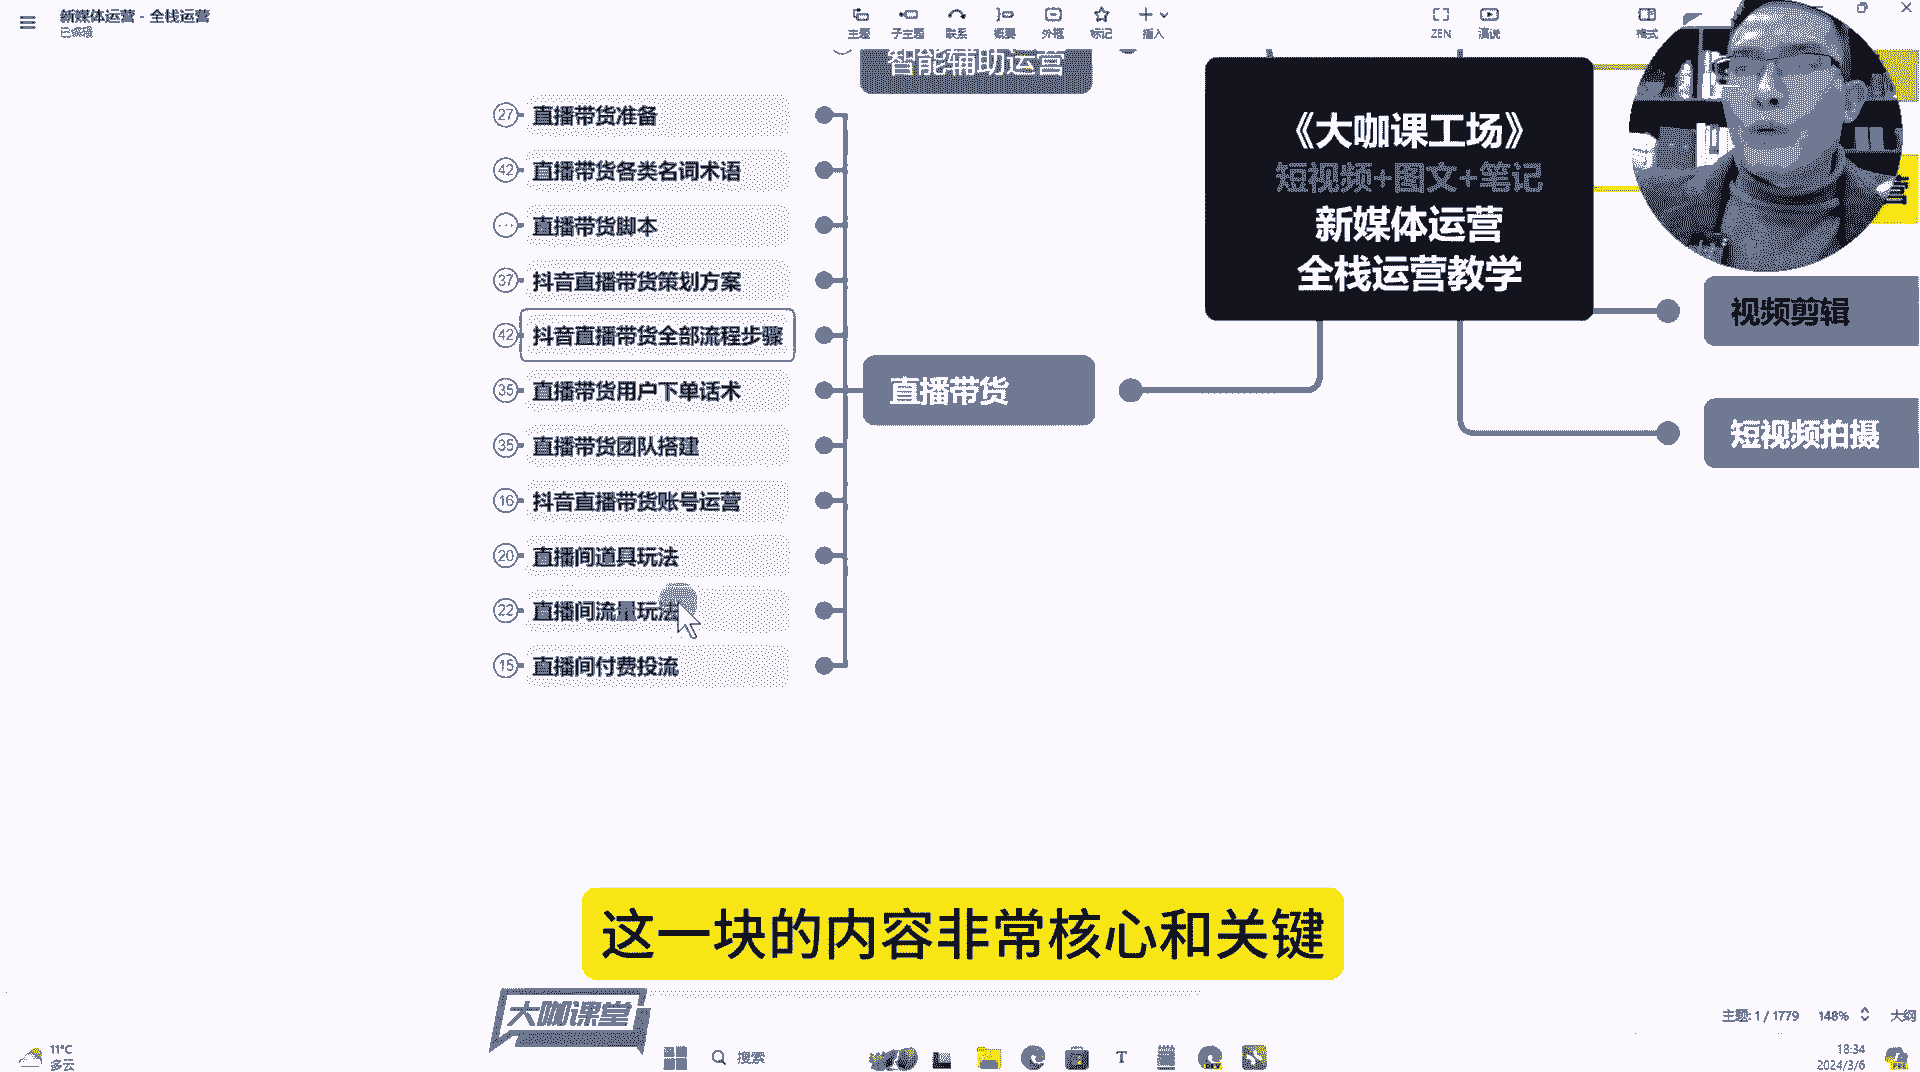 新媒体运营 - 全栈运营
已编辑
主题
子主题
联系
概要
外框
标记
插入
ZEN
演说
格式
智能辅助运营
27 直播带货准备
42 直播带货各类名词术语
··· 直播带货脚本
37 抖音直播带货策划方案
42 抖音直播带货全部流程步骤
35 直播带货用户下单话术
35 直播带货团队搭建
16 抖音直播带货账号运营
20 直播间道具玩法
22 直播间流量玩法
15 直播间付费投流
直播带货
《大咖课工场》
短视频+图文+笔记
新媒体运营
全栈运营教学
视频剪辑
短视频拍摄
这一块的内容非常核心和关键
大咖课堂
主题: 1 / 1779
148%
大纲
11°C
多云
搜索
18:34
2024/3/6